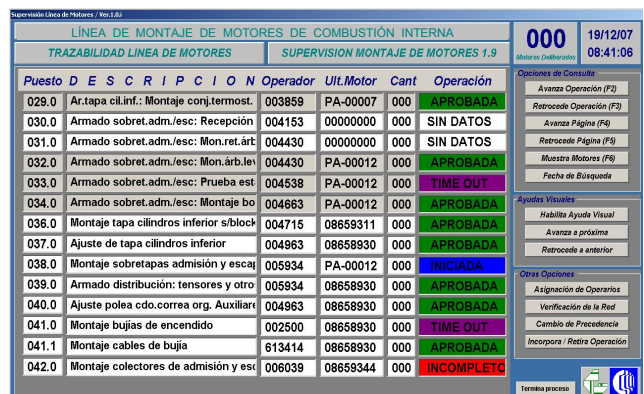 Supervisión Línea de Motores / Ver.1.0.i
LÍNEA DE MONTAJE DE MOTORES DE COMBUSTIÓN INTERNA
TRAZABILIDAD LINEA DE MOTORES
SUPERVISION MONTAJE DE MOTORES 1.9
000
Motores Deliberados
19/12/07
08:41:06
Puesto D E S C R I P C I O N Operador Ult.Motor Cant Operación
029.0 Ar.tapa cil.inf.: Montaje conj.termost. 003859 PA-00007 000 APROBADA
030.0 Armado sobret.adm./esc: Recepción 004153 00000000 000 SIN DATOS
031.0 Armado sobret.adm./esc: Mon.ret.árb 004430 00000000 000 SIN DATOS
032.0 Armado sobret.adm./esc: Mon.árb.lev 004430 PA-00012 000 APROBADA
033.0 Armado sobret.adm./esc: Prueba est 004538 PA-00012 000 TIME OUT
034.0 Armado sobret.adm./esc: Montaje bo 004663 PA-00012 000 APROBADA
036.0 Montaje tapa cilindros inferior s/block 004715 08659311 000 APROBADA
037.0 Ajuste de tapa cilindros inferior 004963 08658930 000 APROBADA
038.0 Montaje sobretapas admisión y escap 005934 PA-00012 000 INICIADA
039.0 Armado distribución: tensores y otro 005934 08658930 000 APROBADA
040.0 Ajuste polea cdo.correa org. Auxiliare 004963 08658930 000 APROBADA
041.0 Montaje bujías de encendido 002500 08658930 000 TIME OUT
041.1 Montaje cables de bujía 613414 08658930 000 APROBADA
042.0 Montaje colectores de admisión y esc 006039 08659344 000 INCOMPLETO
Opciones de Consulta
Avanza Operación (F2)
Retrocede Operación (F3)
Avanza Página (F4)
Retrocede Página (F5)
Muestra Motores (F6)
Fecha de Búsqueda
Ayudas Visuales
Habilita Ayuda Visual
Avanza a próxima
Retrocede a anterior
Otras Opciones
Asignación de Operarios
Verificación de la Red
Cambio de Precedencia
Incorpora / Retira Operación
Termina proceso